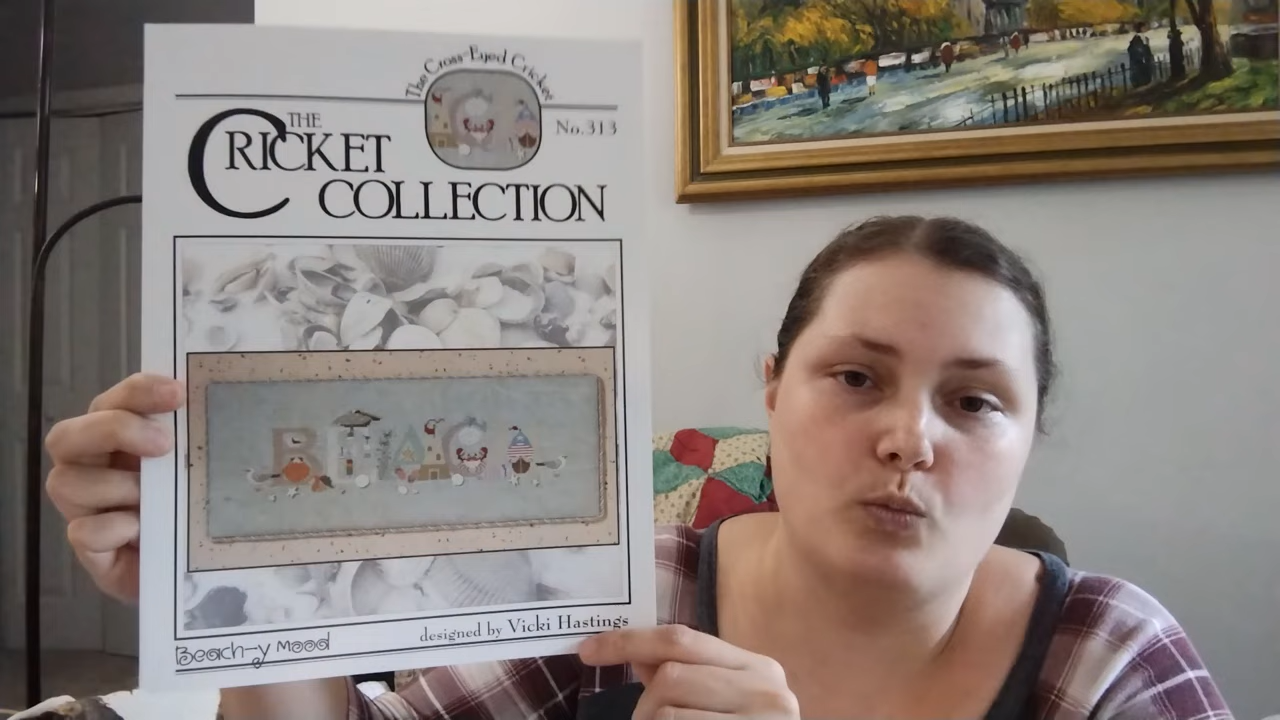 The Cross-Eyed Cricket
THE
CRICKET
COLLECTION
No.313
BEACH
Beach-y Mood
designed by Vicki Hastings